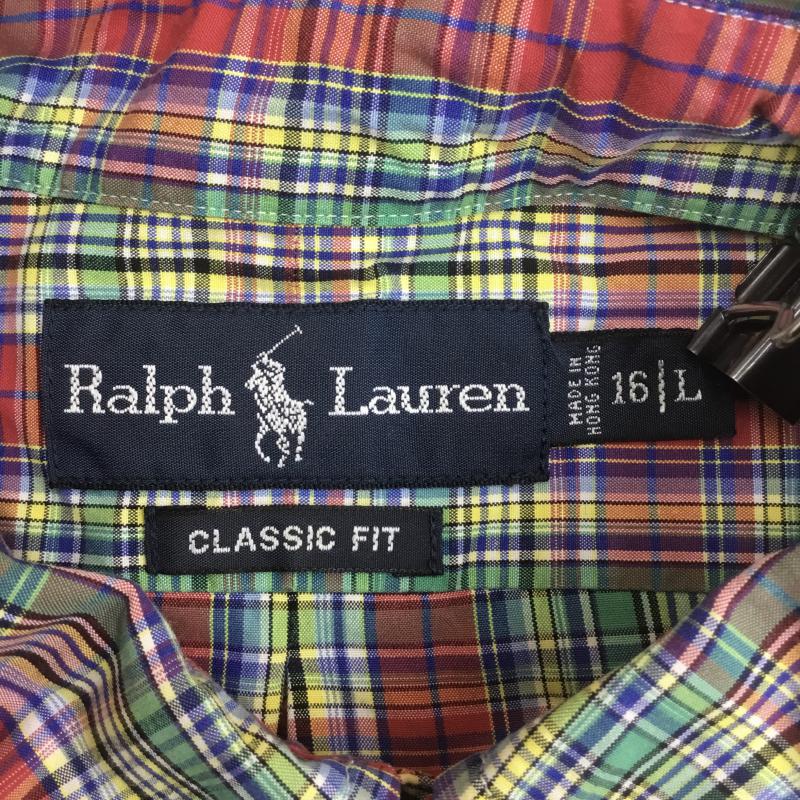 Ralph Lauren
MADE IN
HONG KONG
16|L
CLASSIC FIT